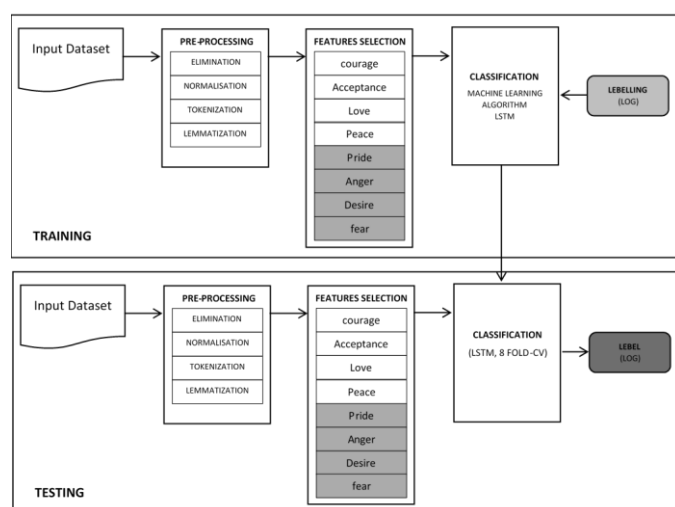 Input Dataset
PRE-PROCESSING
ELIMINATION
NORMALISATION
TOKENIZATION
LEMMATIZATION
FEATURES SELECTION
courage
Acceptance
Love
Peace
Pride
Anger
Desire
fear
CLASSIFICATION
MACHINE LEARNING
ALGORITHM
LSTM
LEBELLING
(LOG)
TRAINING
Input Dataset
PRE-PROCESSING
ELIMINATION
NORMALISATION
TOKENIZATION
LEMMATIZATION
FEATURES SELECTION
courage
Acceptance
Love
Peace
Pride
Anger
Desire
fear
CLASSIFICATION
(LSTM, 8 FOLD-CV)
LEBEL
(LOG)
TESTING